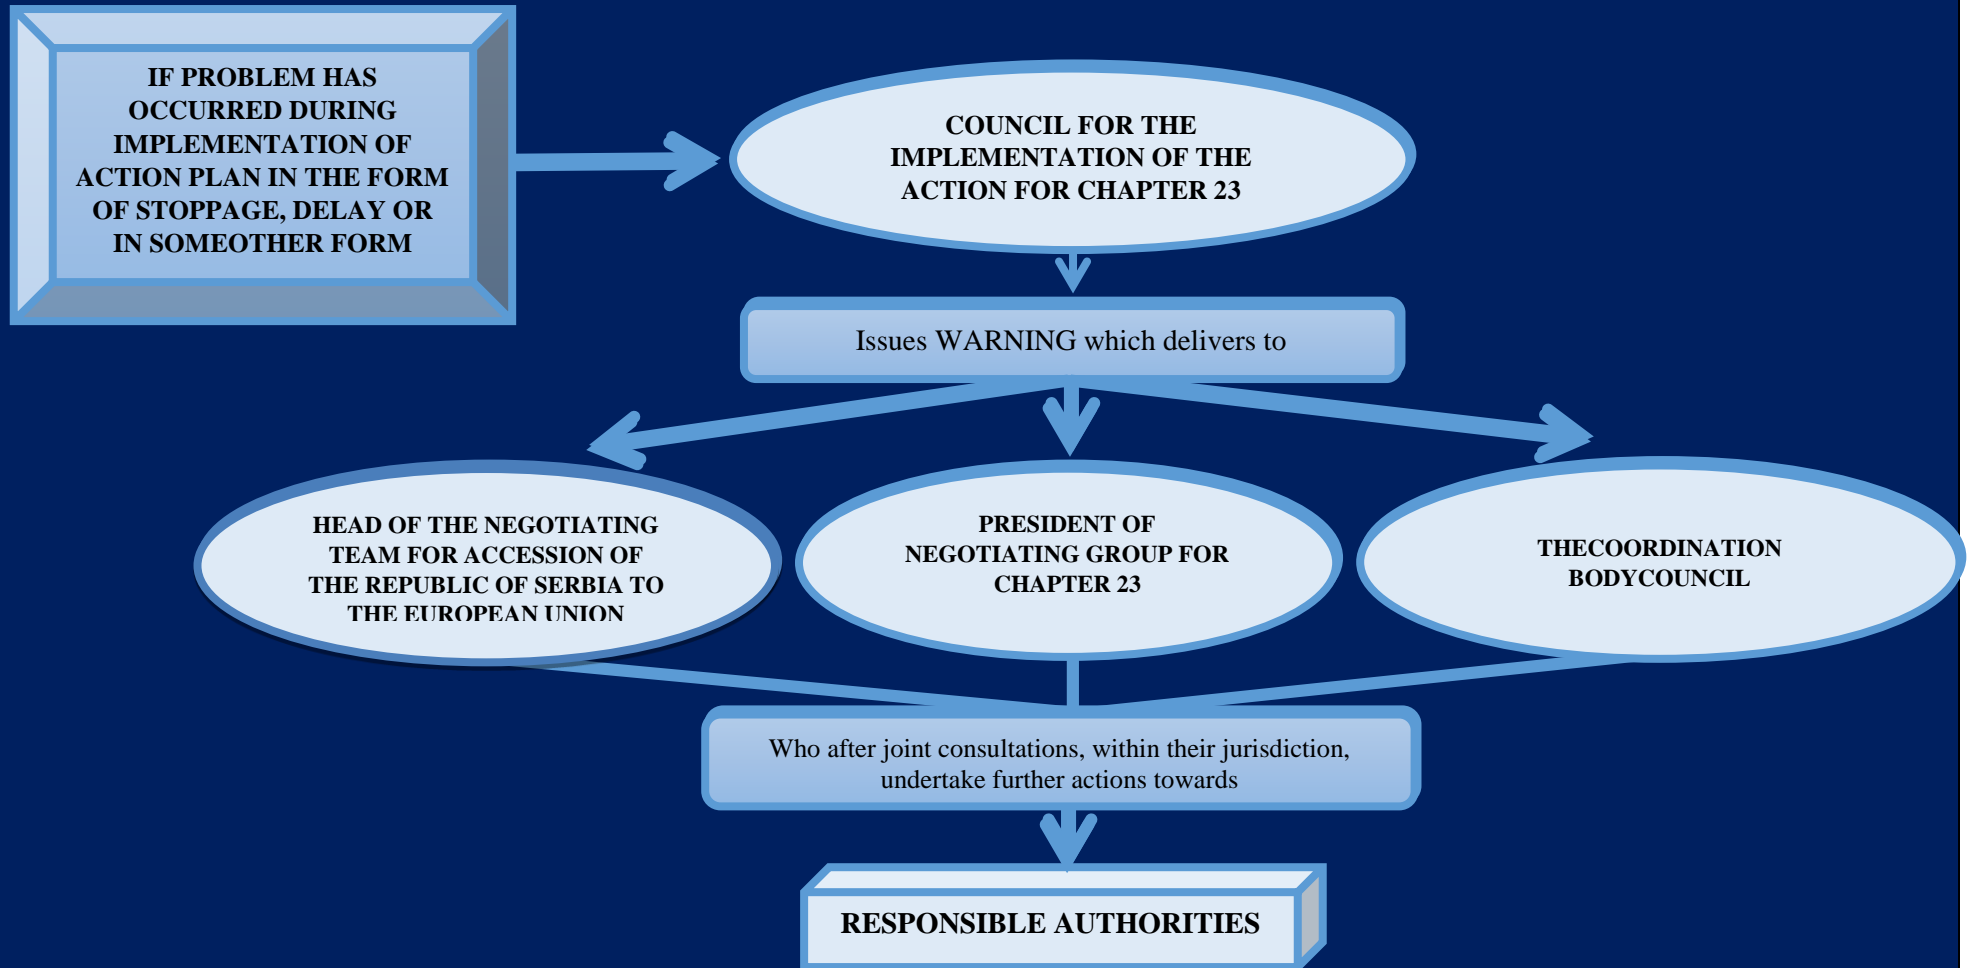 IF PROBLEM HAS
OCCURRED DURING
IMPLEMENTATION OF
ACTION PLAN IN THE FORM
OF STOPPAGE, DELAY OR
IN SOMEOTHER FORM
COUNCIL FOR THE
IMPLEMENTATION OF THE
ACTION FOR CHAPTER 23
Issues WARNING which delivers to
HEAD OF THE NEGOTIATING
TEAM FOR ACCESSION OF
THE REPUBLIC OF SERBIA TO
THE EUROPEAN UNION
PRESIDENT OF
NEGOTIATING GROUP FOR
CHAPTER 23
THECOORDINATION
BODYCOUNCIL
Who after joint consultations, within their jurisdiction,
undertake further actions towards
RESPONSIBLE AUTHORITIES